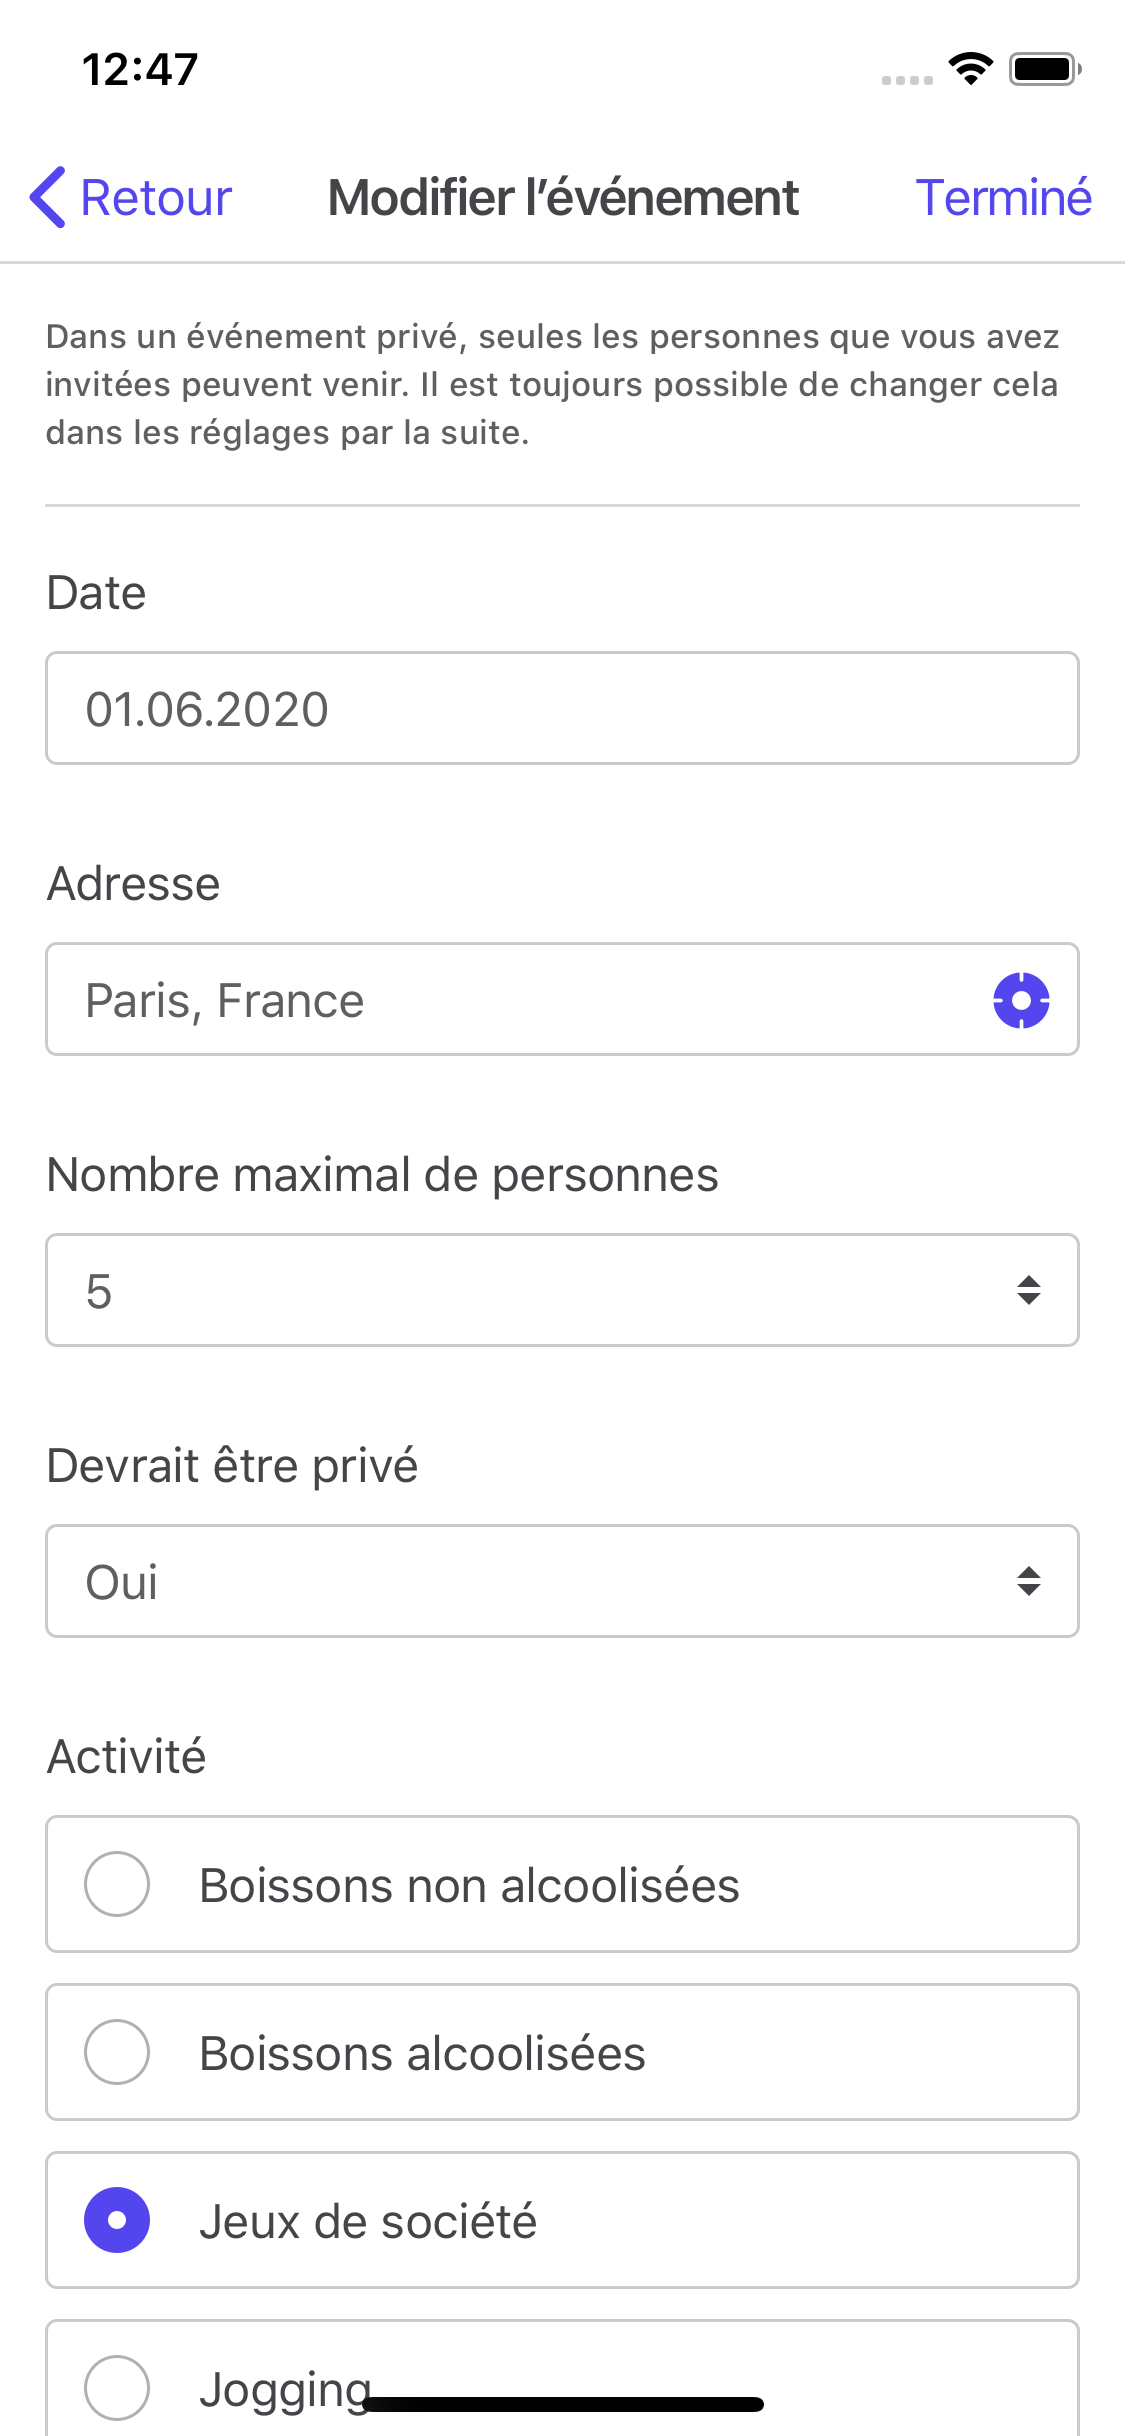 12:47
Retour
Modifier l’événement
Terminé
Dans un événement privé, seules les personnes que vous avez
invitées peuvent venir. Il est toujours possible de changer cela
dans les réglages par la suite.
Date
01.06.2020
Adresse
Paris, France
Nombre maximal de personnes
5
Devrait être privé
Oui
Activité
Boissons non alcoolisées
Boissons alcoolisées
Jeux de société
Jogging